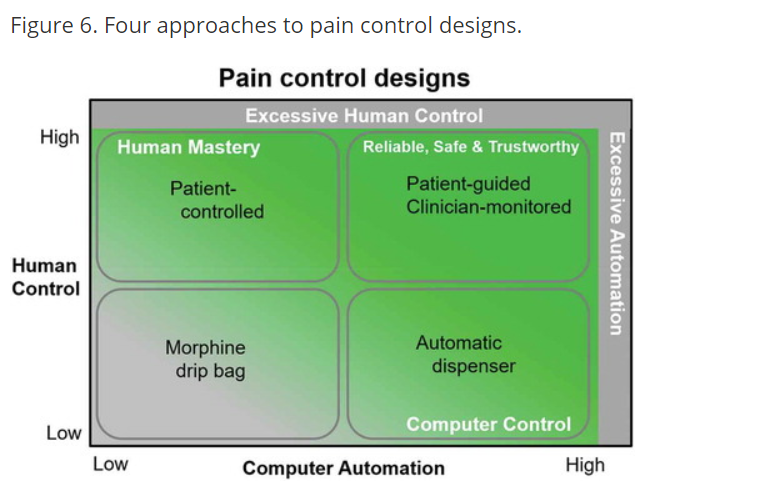 Figure 6. Four approaches to pain control designs.
Pain control designs
Excessive Human Control
High
Human Mastery
Reliable, Safe & Trustworthy
Patient-
controlled
Patient-guided
Clinician-monitored
Excessive Automation
Human
Control
Morphine
drip bag
Automatic
dispenser
Computer Control
Low
Low
Computer Automation
High